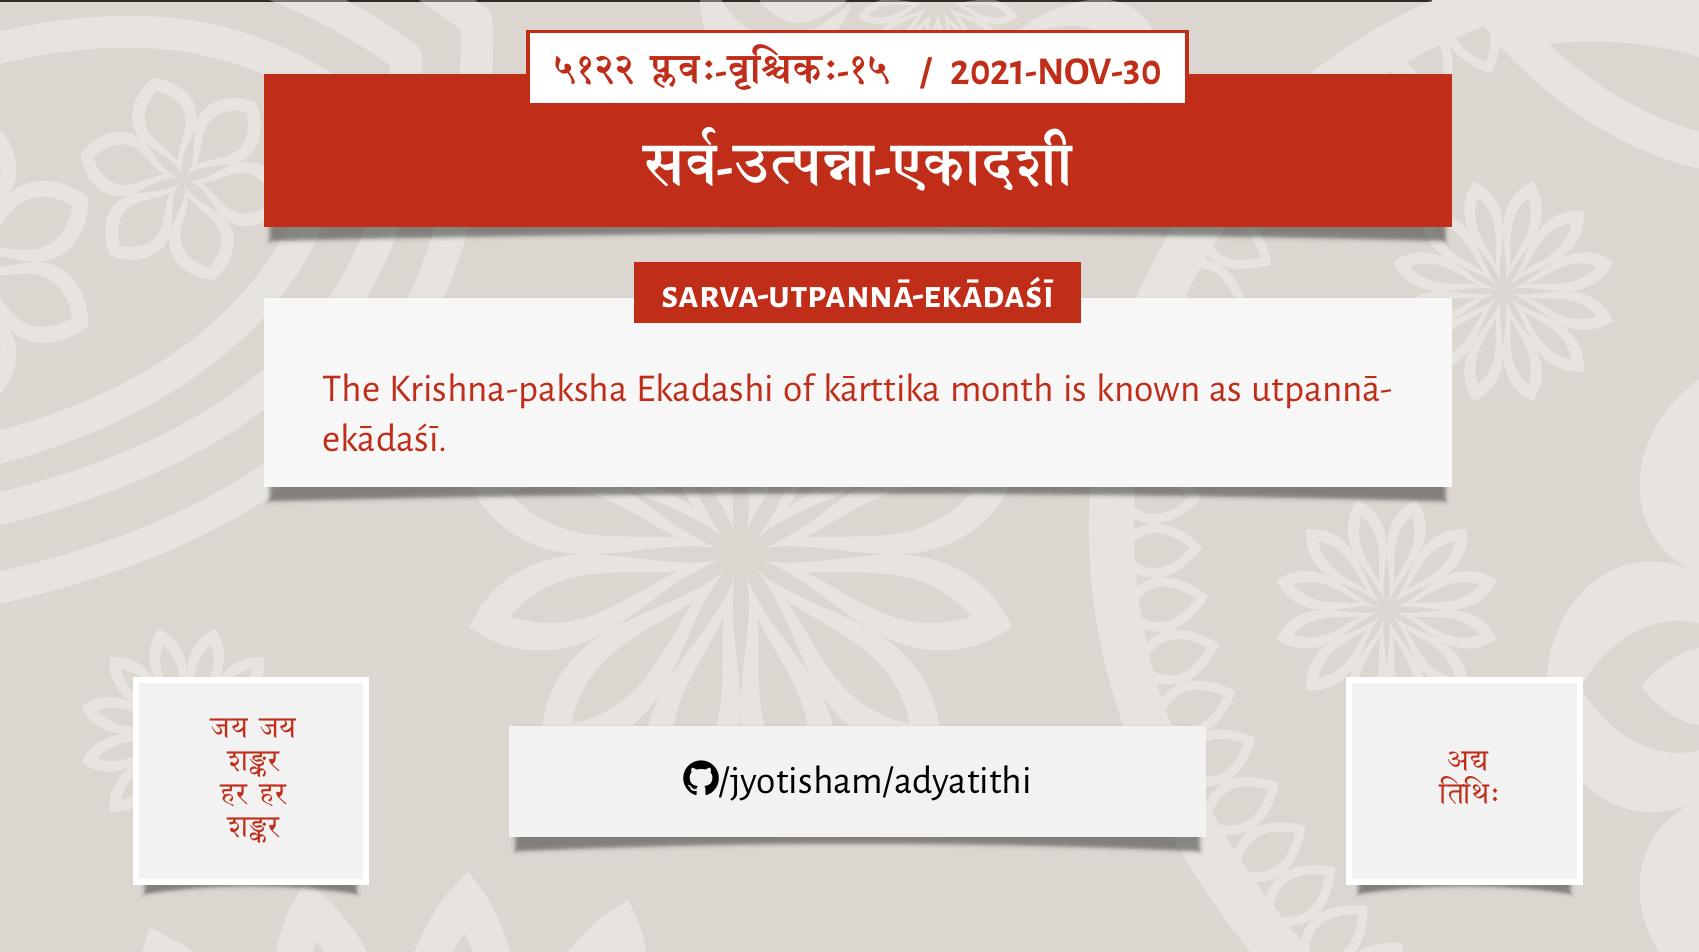 ५१२२ प्लवः-वृश्चिकः-१५ / 2021-NOV-30
सर्व-उत्पन्ना-एकादशी
SARVA-UTPANNĀ-EKĀDAŚĪ
The Krishna-paksha Ekadashi of kārttika month is known as utpannā-
ekādaśī.
जय जय
शङ्कर
हर हर
शङ्कर
/jyotisham/adyatithi
अद्य
तिथिः